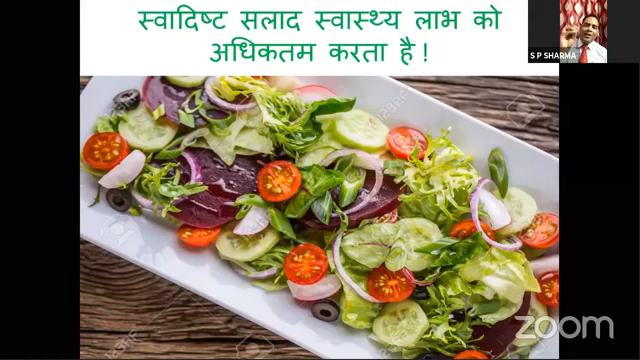 स्वादिष्ट सलाद स्वास्थ्य लाभ को
अधिकतम करता है !
S P SHARMA
zoom